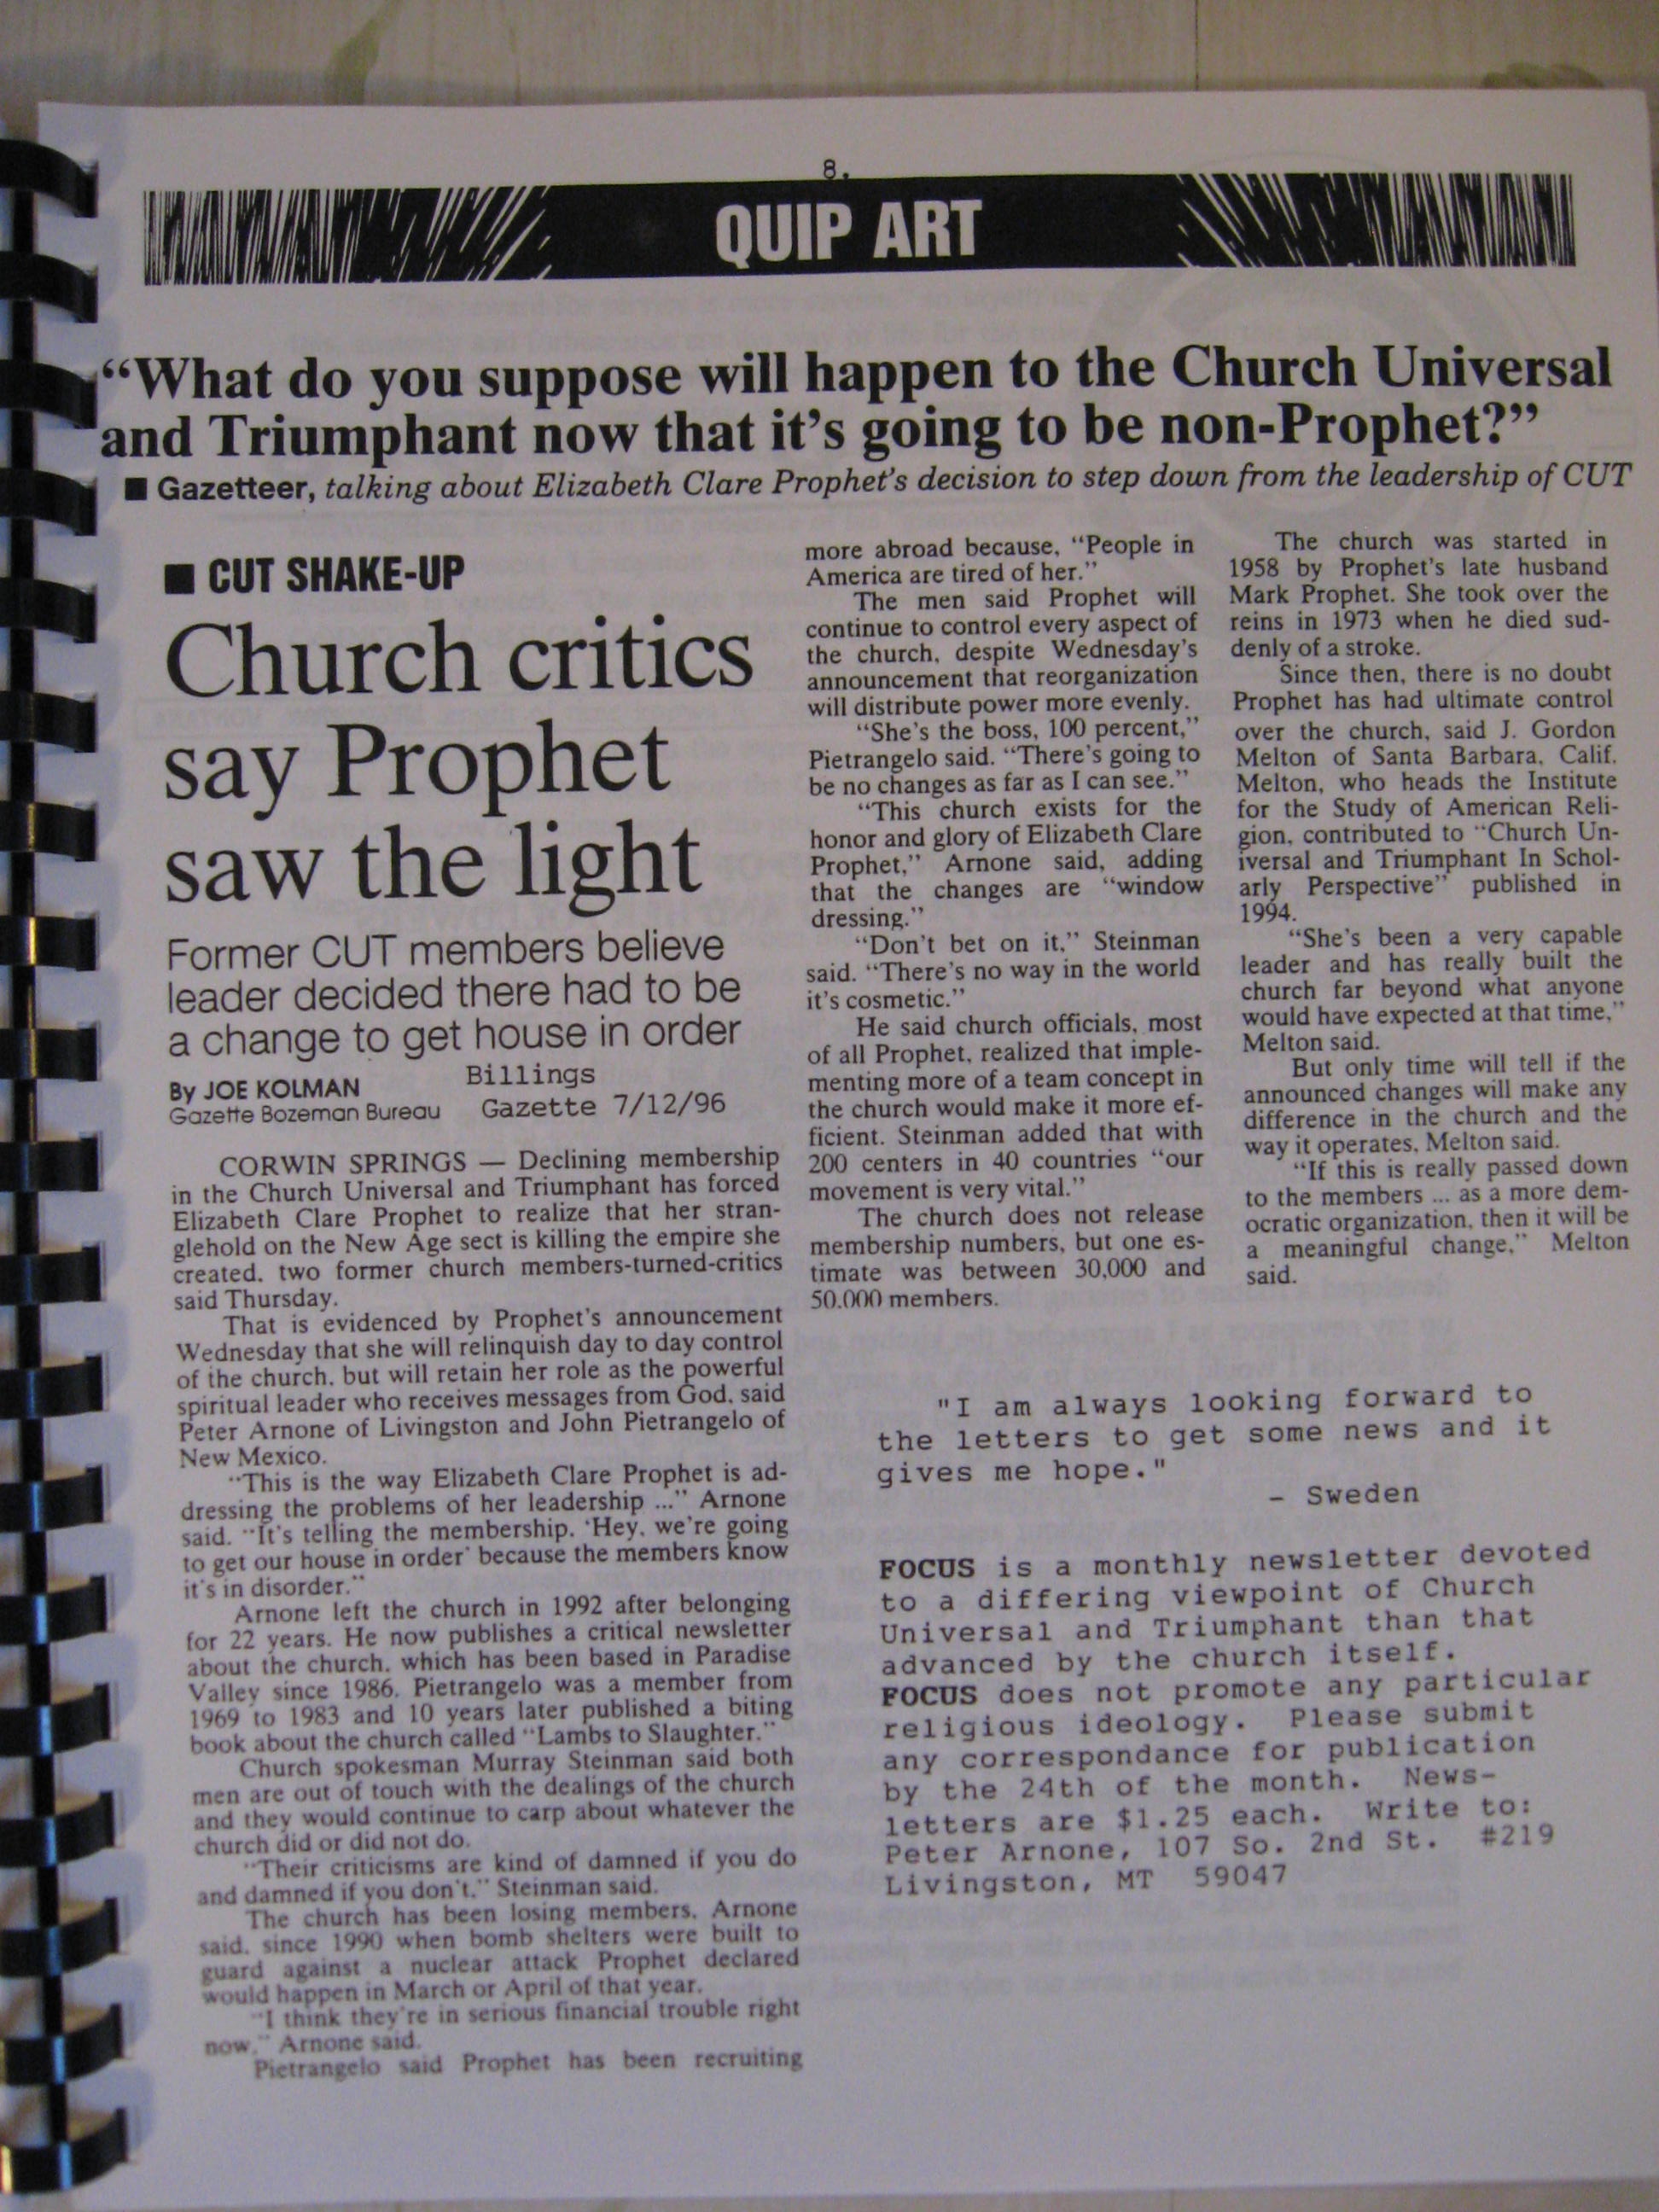 8.
QUIP ART
“What do you suppose will happen to the Church Universal
and Triumphant now that it’s going to be non-Prophet?”
■ Gazetteer, talking about Elizabeth Clare Prophet's decision to step down from the leadership of CUT
■ CUT SHAKE-UP
Church critics
say Prophet
saw the light
Former CUT members believe
leader decided there had to be
a change to get house in order
By JOE KOLMAN
Gazette Bozeman Bureau
Billings
Gazette 7/12/96
CORWIN SPRINGS — Declining membership
in the Church Universal and Triumphant has forced
Elizabeth Clare Prophet to realize that her stran-
glehold on the New Age sect is killing the empire she
created, two former church members-turned-critics
said Thursday.
That is evidenced by Prophet's announcement
Wednesday that she will relinquish day to day control
of the church, but will retain her role as the powerful
spiritual leader who receives messages from God, said
Peter Arnone of Livingston and John Pietrangelo of
New Mexico.
“This is the way Elizabeth Clare Prophet is ad-
dressing the problems of her leadership ...” Arnone
said. “It's telling the membership, ‘Hey, we're going
to get our house in order’ because the members know
it's in disorder.”
Arnone left the church in 1992 after belonging
for 22 years. He now publishes a critical newsletter
about the church, which has been based in Paradise
Valley since 1986. Pietrangelo was a member from
1969 to 1983 and 10 years later published a biting
book about the church called “Lambs to Slaughter.”
Church spokesman Murray Steinman said both
men are out of touch with the dealings of the church
and they would continue to carp about whatever the
church did or did not do.
“Their criticisms are kind of damned if you do
and damned if you don't,” Steinman said.
The church has been losing members, Arnone
said, since 1990 when bomb shelters were built to
guard against a nuclear attack Prophet declared
would happen in March or April of that year.
“I think they're in serious financial trouble right
now,” Arnone said.
Pietrangelo said Prophet has been recruiting
more abroad because, “People in
America are tired of her.”
The men said Prophet will
continue to control every aspect of
the church, despite Wednesday's
announcement that reorganization
will distribute power more evenly.
“She's the boss, 100 percent,”
Pietrangelo said. “There's going to
be no changes as far as I can see.”
“This church exists for the
honor and glory of Elizabeth Clare
Prophet,” Arnone said, adding
that the changes are “window
dressing.”
“Don't bet on it,” Steinman
said. “There's no way in the world
it's cosmetic.”
He said church officials, most
of all Prophet, realized that imple-
menting more of a team concept in
the church would make it more ef-
ficient. Steinman added that with
200 centers in 40 countries “our
movement is very vital.”
The church does not release
membership numbers, but one es-
timate was between 30,000 and
50,000 members.
The church was started in
1958 by Prophet's late husband
Mark Prophet. She took over the
reins in 1973 when he died sud-
denly of a stroke.
Since then, there is no doubt
Prophet has had ultimate control
over the church, said J. Gordon
Melton of Santa Barbara, Calif.
Melton, who heads the Institute
for the Study of American Reli-
gion, contributed to “Church Un-
iversal and Triumphant In Schol-
arly Perspective” published in
1994.
“She's been a very capable
leader and has really built the
church far beyond what anyone
would have expected at that time,”
Melton said.
But only time will tell if the
announced changes will make any
difference in the church and the
way it operates, Melton said.
“If this is really passed down
to the members ... as a more dem-
ocratic organization, then it will be
a meaningful change,” Melton
said.
"I am always looking forward to
the letters to get some news and it
gives me hope."
- Sweden
FOCUS is a monthly newsletter devoted
to a differing viewpoint of Church
Universal and Triumphant than that
advanced by the church itself.
FOCUS does not promote any particular
religious ideology. Please submit
any correspondance for publication
by the 24th of the month. News-
letters are $1.25 each. Write to:
Peter Arnone, 107 So. 2nd St. #219
Livingston, MT 59047